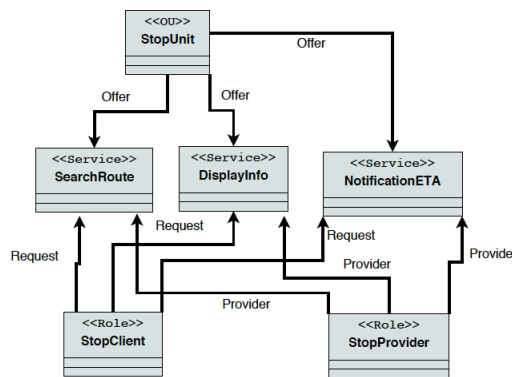 <<OU>>
StopUnit
Offer
Offer
Offer
<<Service>>
SearchRoute
<<Service>>
DisplayInfo
<<Service>>
NotificationETA
Request
Request
Request
Provider
Provide
Provider
<<Role>>
StopClient
<<Role>>
StopProvider